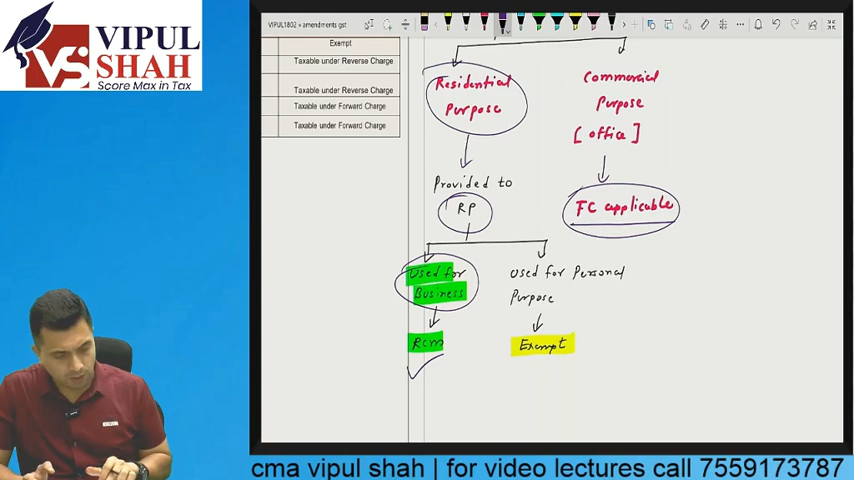 VIPUL
SHAH
Score Max in Tax
VS
VIPUL1802 + amendments gst
Exempt
Taxable under Reverse Charge
Taxable under Reverse Charge
Taxable under Forward Charge
Taxable under Forward Charge
Residential
Purpose
Commercial
Purpose
[office]
Provided to
RP
FC applicable
Used for
Business
Used for Personal
Purpose
RCM
Exempt
cma vipul shah | for video lectures call 7559173787